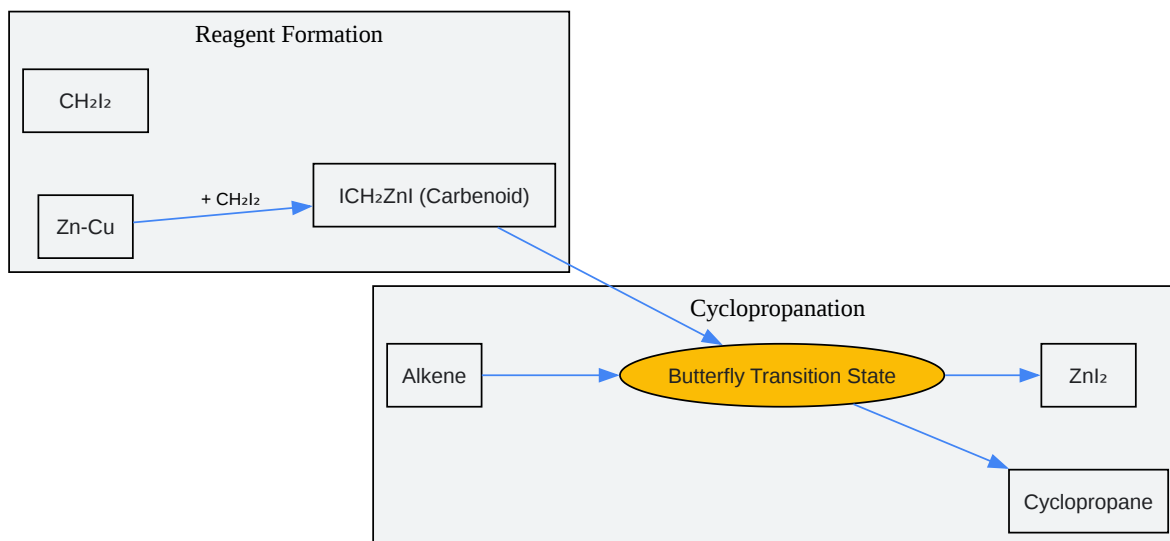 Reagent Formation
CH₂I₂
Zn-Cu
+ CH₂I₂
ICH₂ZnI (Carbenoid)
Cyclopropanation
Alkene
Butterfly Transition State
ZnI₂
Cyclopropane